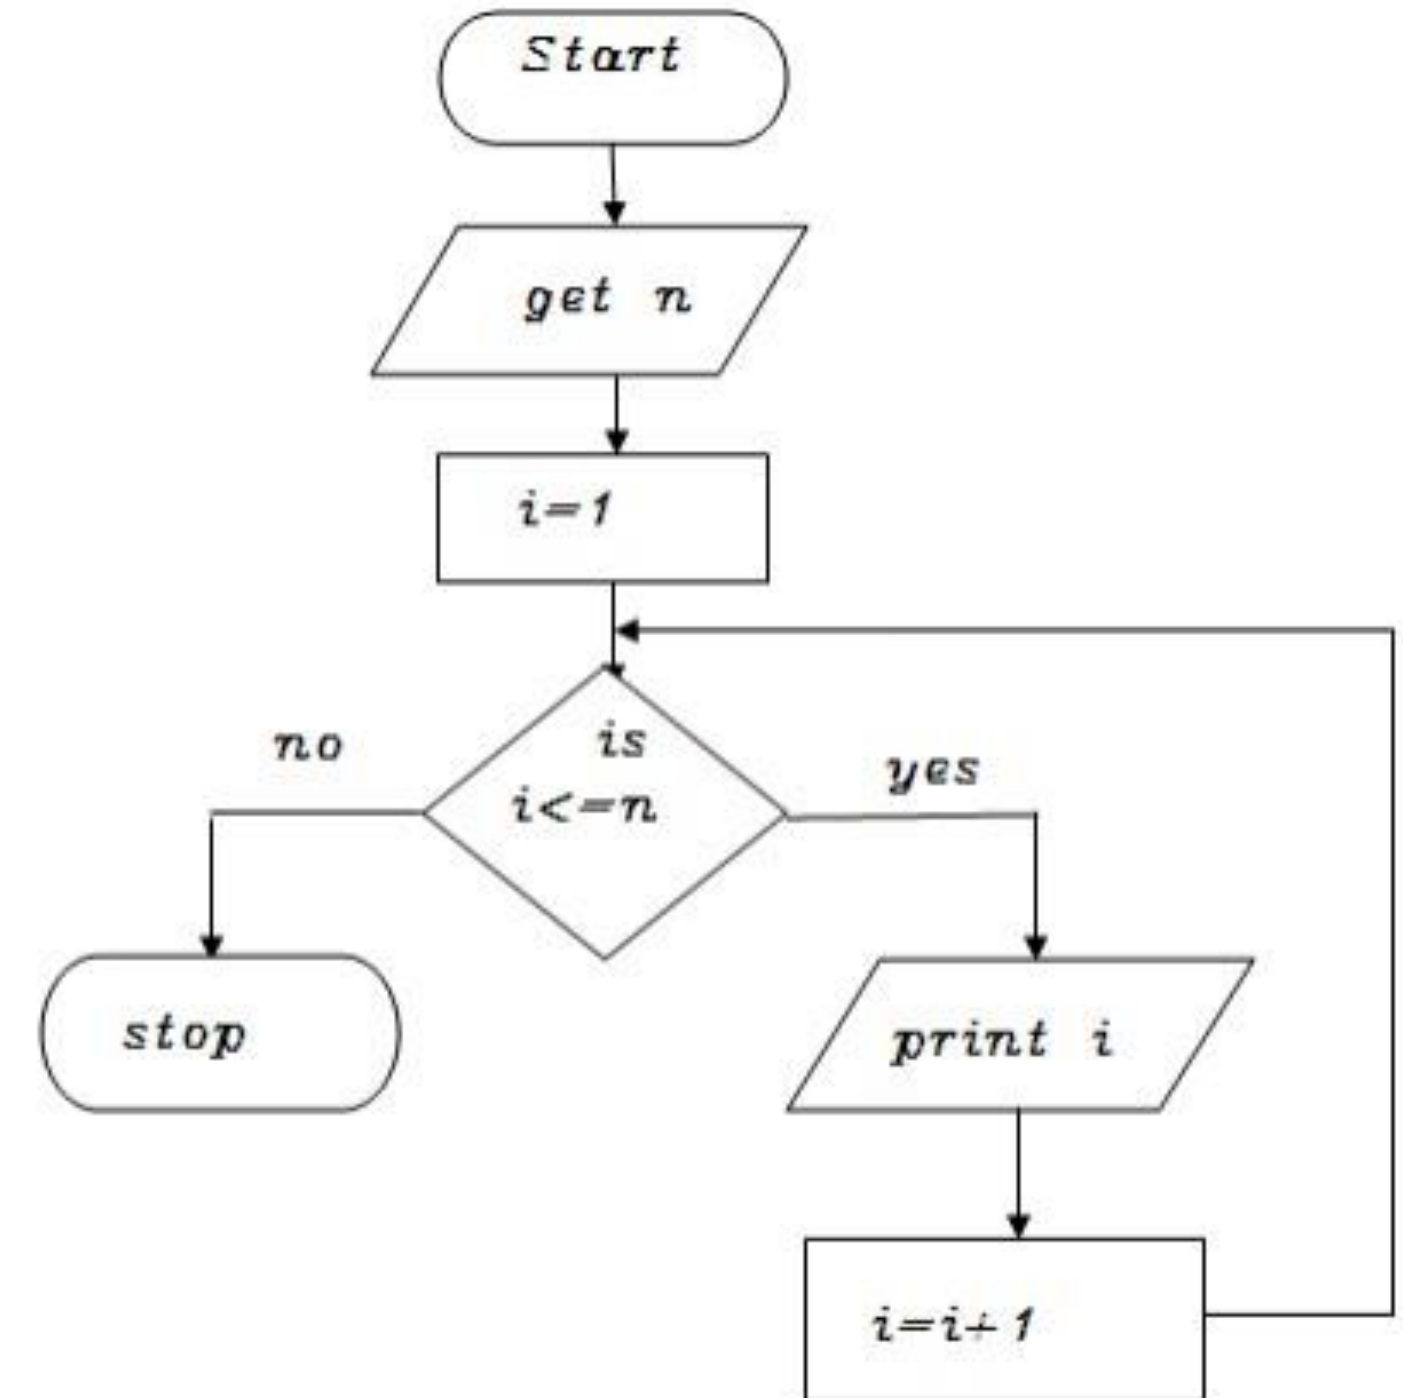 Start
get n
i=1
is
i<=n
no
yes
stop
print i
i=i+1